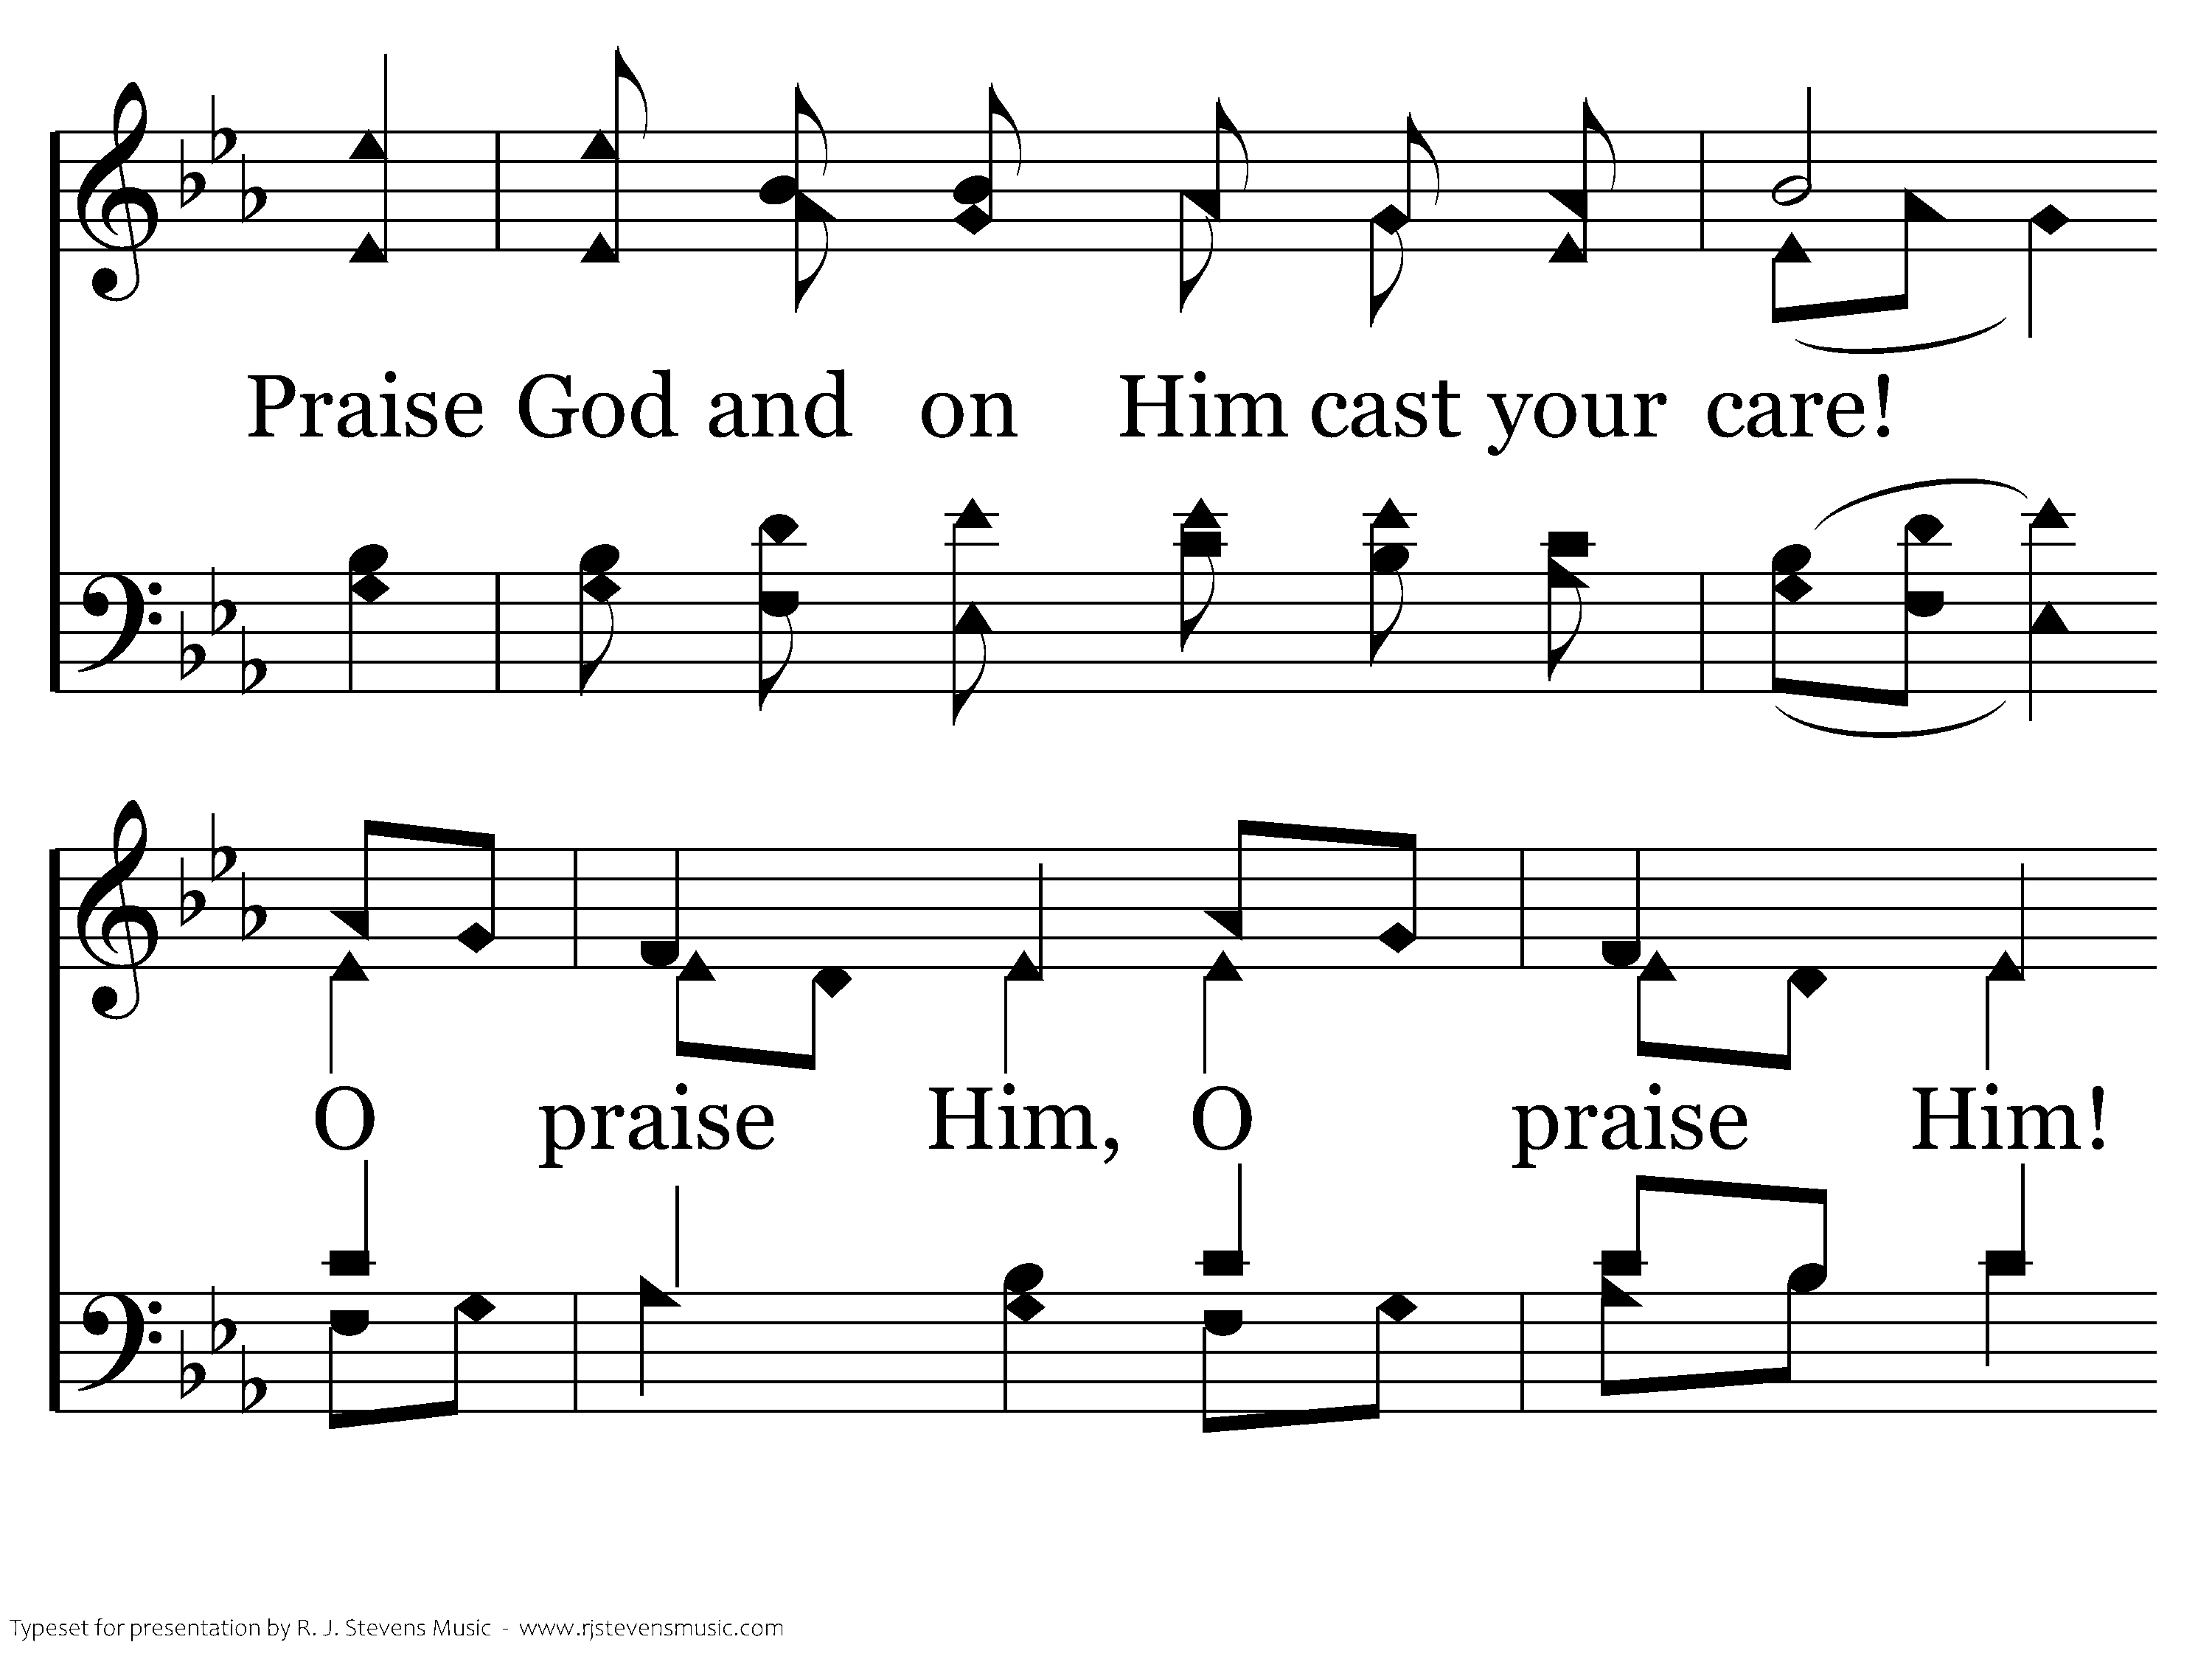 Praise God and on Him cast your care!
O praise Him, O praise Him!
Typeset for presentation by R. J. Stevens Music - www.rjstevensmusic.com